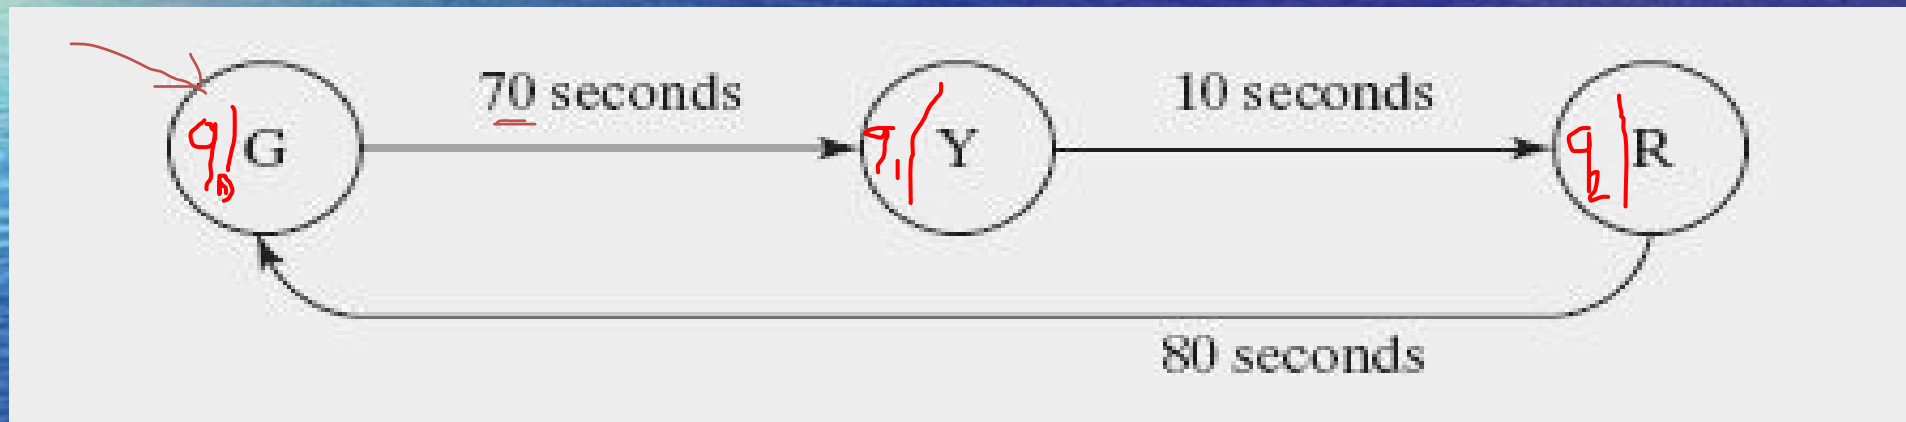 70 seconds
10 seconds
q0/ G
q1/ Y
q2| R
80 seconds